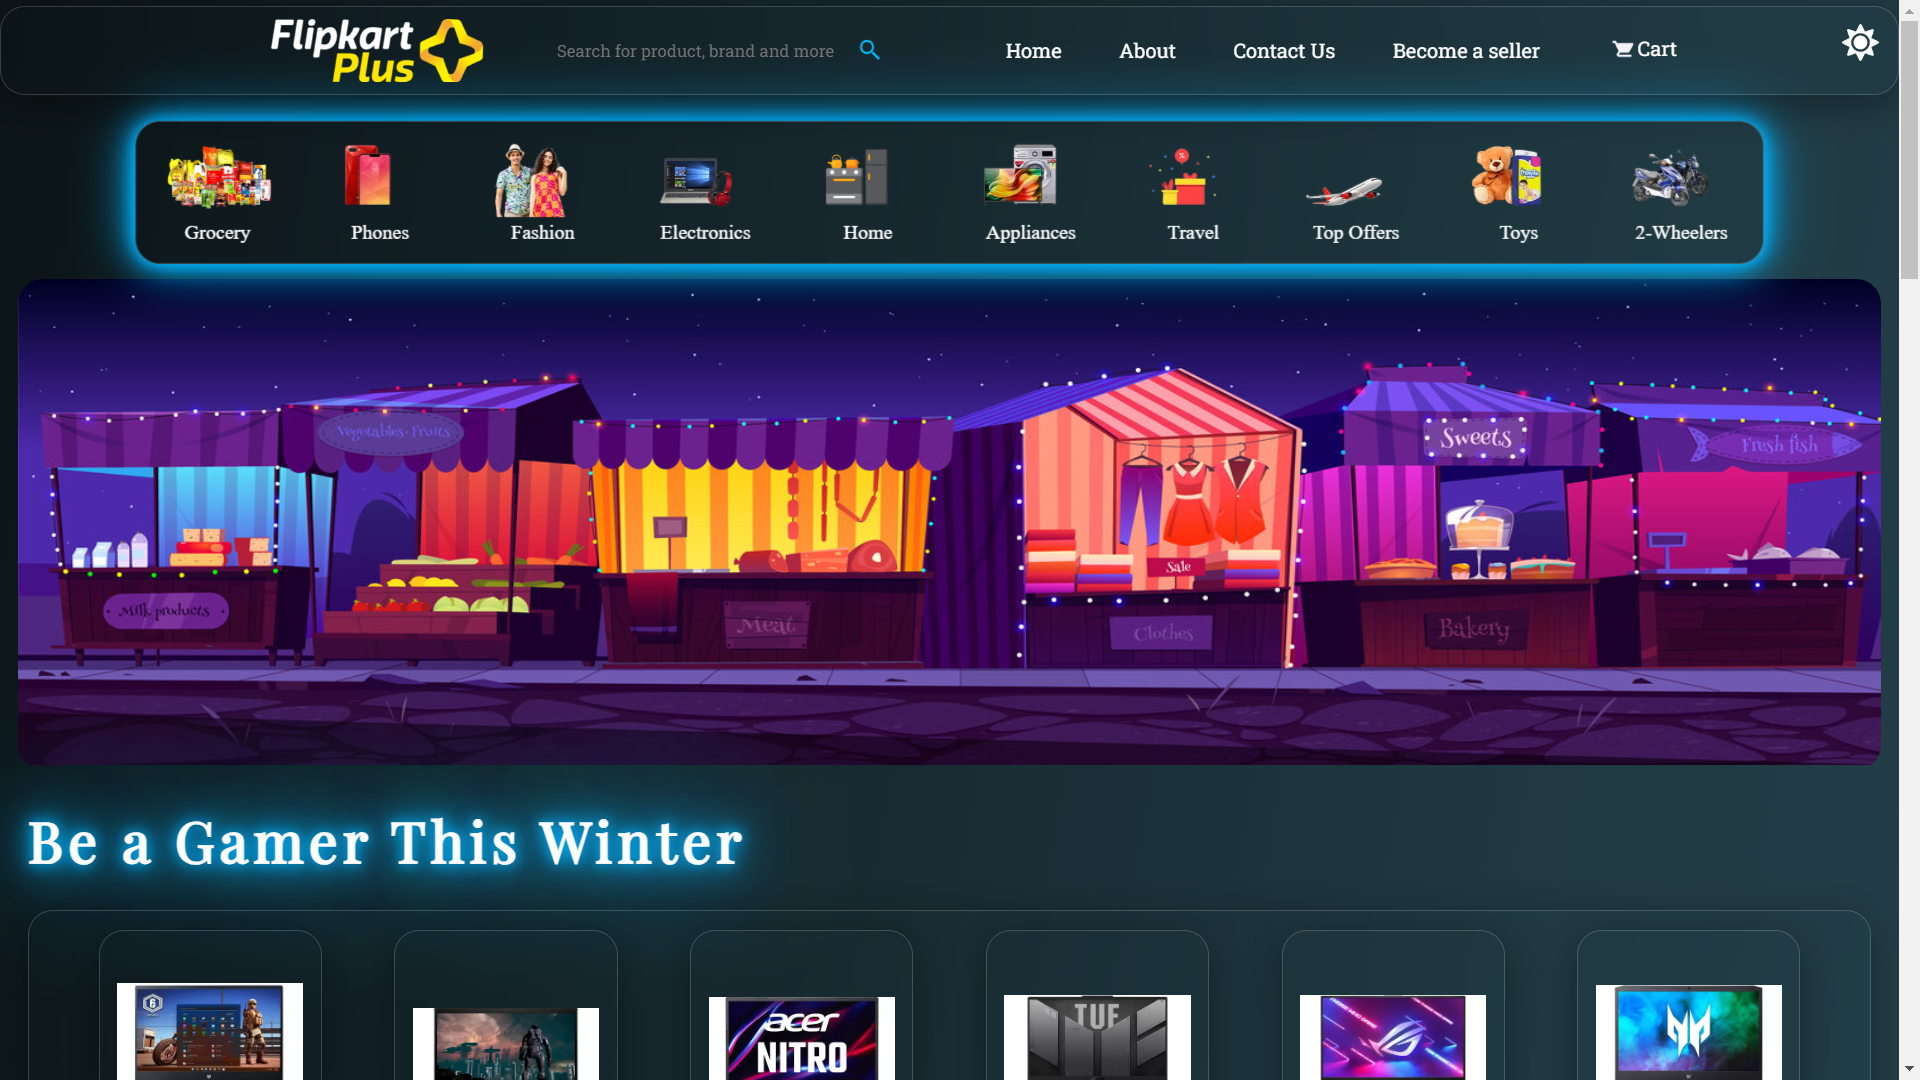 Flipkart
Plus
Search for product, brand and more
Home
About
Contact Us
Become a seller
Cart
Grocery
Phones
Fashion
Electronics
Home
Appliances
Travel
Top Offers
Toys
2-Wheelers
Vegetables·Fruits
Sweets
Fresh fish
Sale
Milk products
Meat
Clothes
Bakery
Be a Gamer This Winter
acer
NITRO
TUF